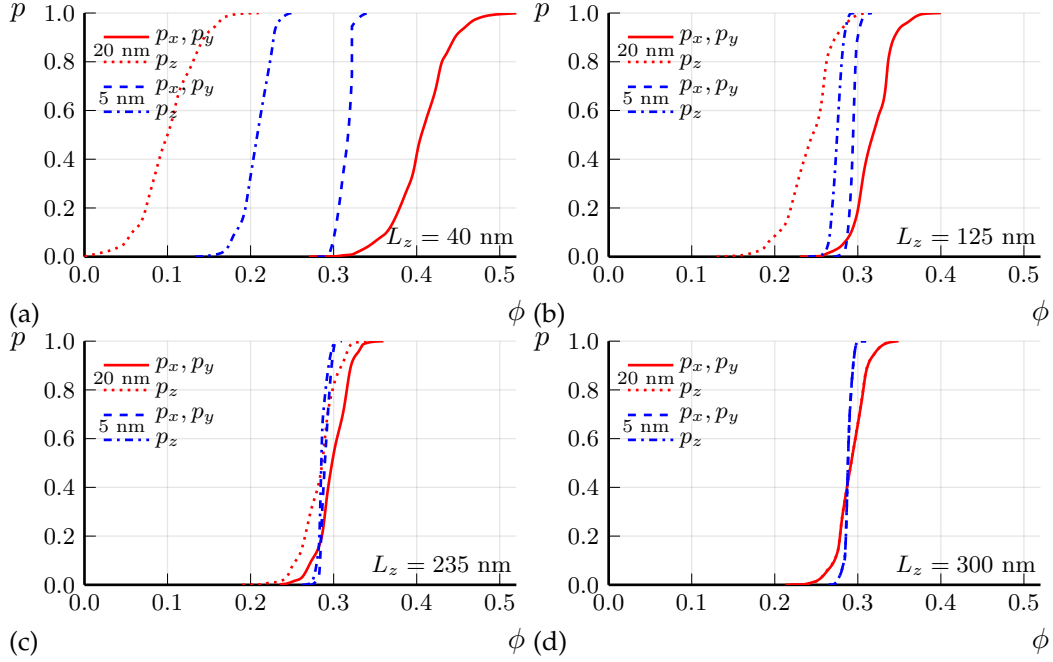 p
1.0
0.8
0.6
0.4
0.2
0.0
0.0 0.1 0.2 0.3 0.4 0.5
ϕ
20 nm
p_x, p_y
p_z
5 nm
p_x, p_y
p_z
L_z = 40 nm
(a)
p
1.0
0.8
0.6
0.4
0.2
0.0
0.0 0.1 0.2 0.3 0.4 0.5
ϕ
20 nm
p_x, p_y
p_z
5 nm
p_x, p_y
p_z
L_z = 125 nm
(b)
p
1.0
0.8
0.6
0.4
0.2
0.0
0.0 0.1 0.2 0.3 0.4 0.5
ϕ
20 nm
p_x, p_y
p_z
5 nm
p_x, p_y
p_z
L_z = 235 nm
(c)
p
1.0
0.8
0.6
0.4
0.2
0.0
0.0 0.1 0.2 0.3 0.4 0.5
ϕ
20 nm
p_x, p_y
p_z
5 nm
p_x, p_y
p_z
L_z = 300 nm
(d)